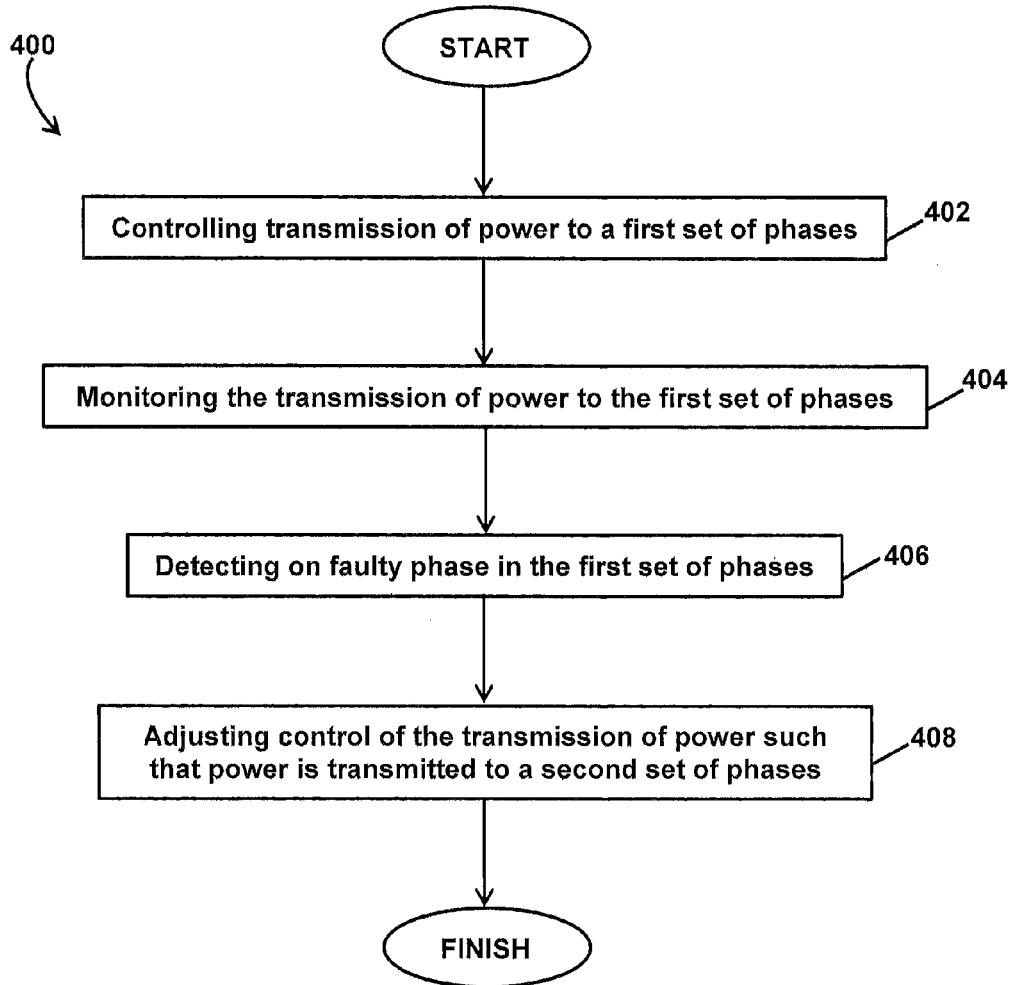 400
START
Controlling transmission of power to a first set of phases
402
Monitoring the transmission of power to the first set of phases
404
Detecting on faulty phase in the first set of phases
406
Adjusting control of the transmission of power such
that power is transmitted to a second set of phases
408
FINISH